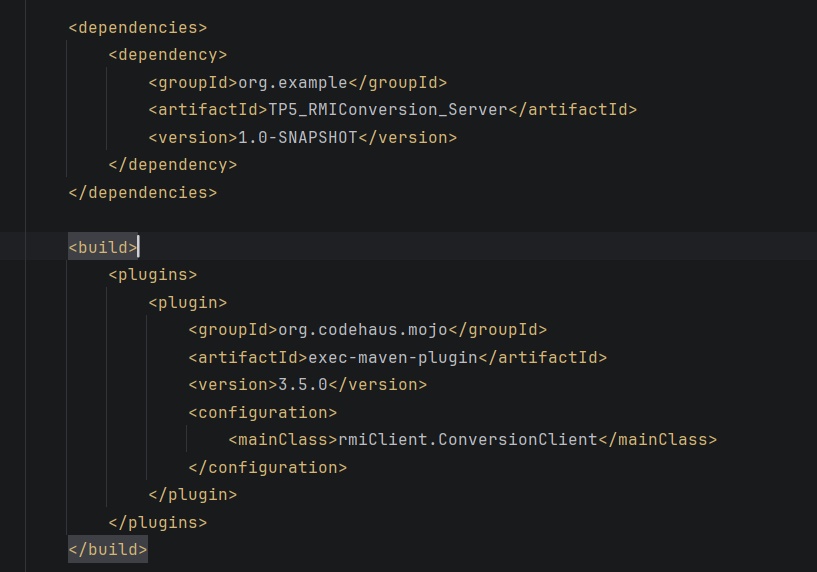 <dependencies>
<dependency>
<groupId>org.example</groupId>
<artifactId>TP5_RMIConversion_Server</artifactId>
<version>1.0-SNAPSHOT</version>
</dependency>
</dependencies>
<build>
<plugins>
<plugin>
<groupId>org.codehaus.mojo</groupId>
<artifactId>exec-maven-plugin</artifactId>
<version>3.5.0</version>
<configuration>
<mainClass>rmiClient.ConversionClient</mainClass>
</configuration>
</plugin>
</plugins>
</build>